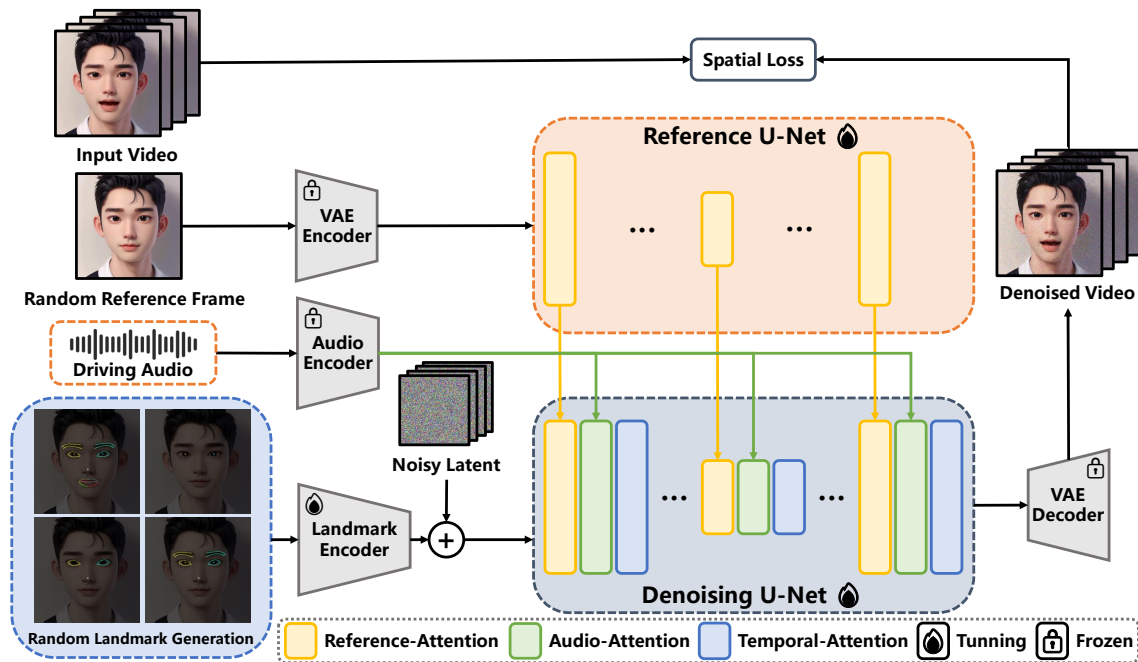 Input Video
Spatial Loss
Reference U-Net
VAE
Encoder
Random Reference Frame
Denoised Video
Driving Audio
Audio
Encoder
Noisy Latent
Landmark
Encoder
+
...
...
...
...
VAE
Decoder
Random Landmark Generation
Denoising U-Net
Reference-Attention
Audio-Attention
Temporal-Attention
Tunning
Frozen